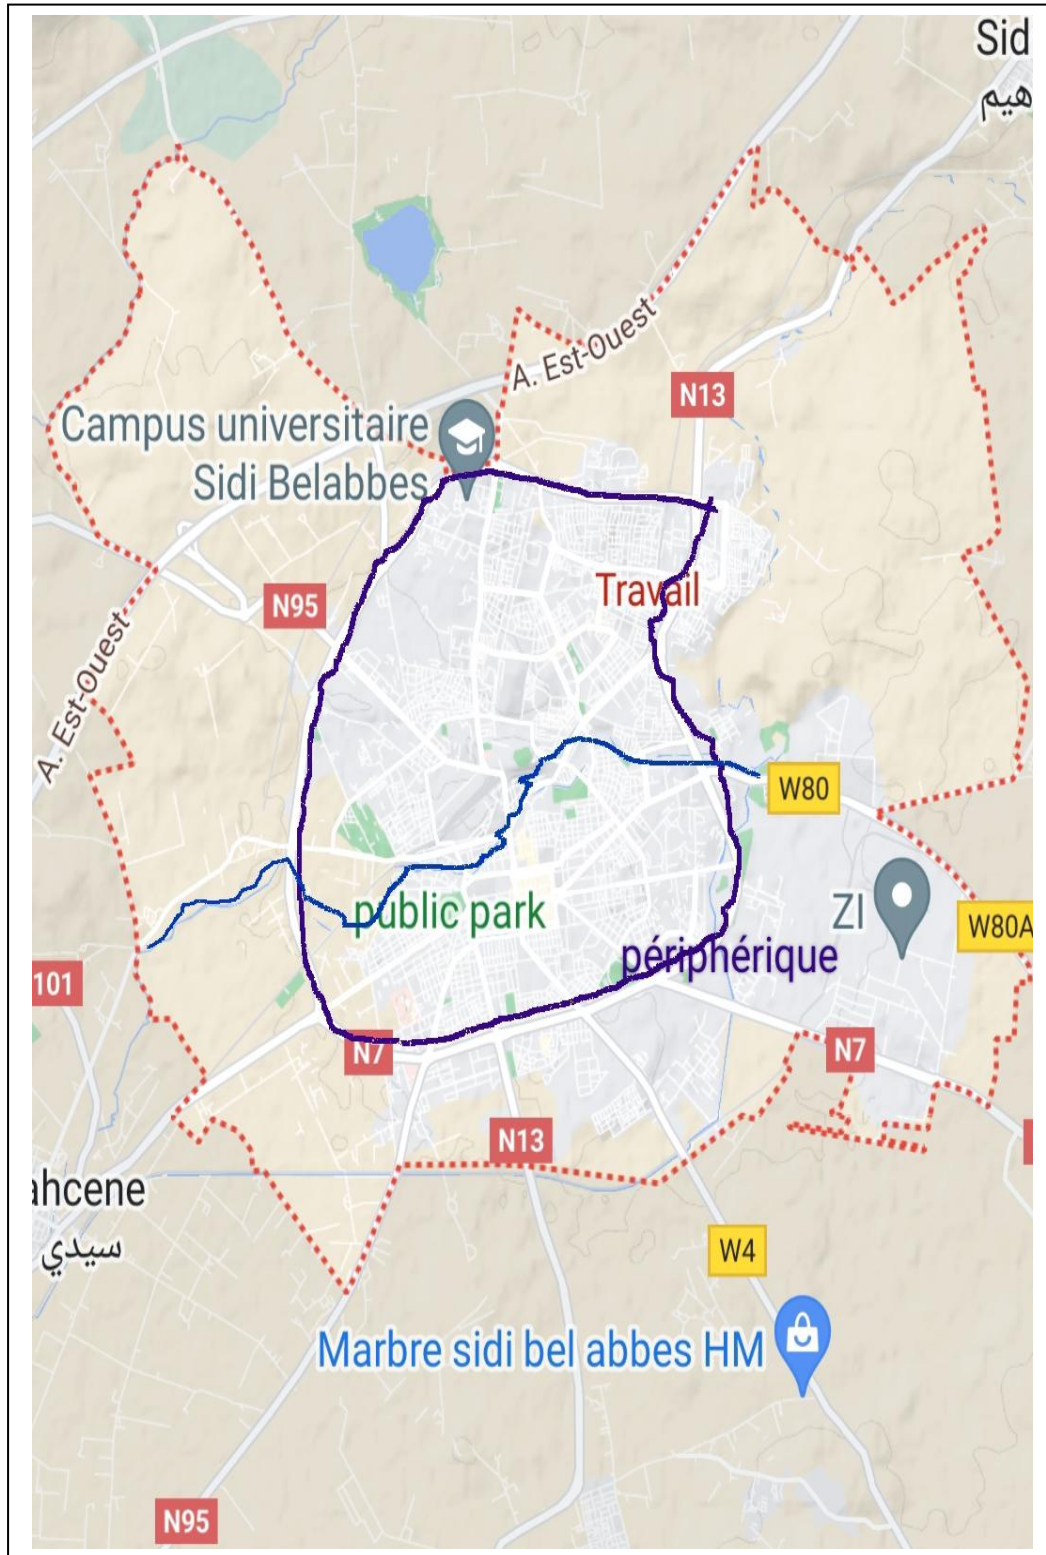 Sid
هيم
A. Est-Ouest
N13
Campus universitaire
Sidi Belabbes
Travail
N95
A. Est-Ouest
W80
public park
ZI
W80A
périphérique
101
N7
N7
N13
ahcene
سيدي
W4
Marbre sidi bel abbes HM
N95